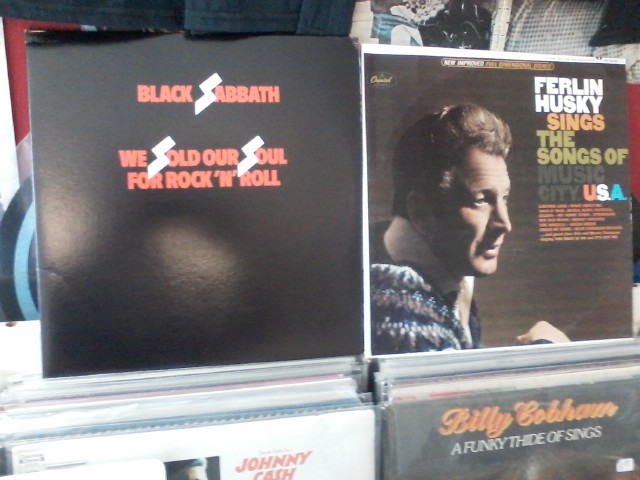 BLACK SABBATH
WE SOLD OUR SOUL
FOR ROCK 'N' ROLL
NEW IMPROVED FULL DIMENSIONAL STEREO
Capitol
FERLIN
HUSKY
SINGS
THE
SONGS OF
MUSIC
CITY U.S.A.
JOHNNY
CASH
Billy Cobham
A FUNKY THIDE OF SINGS